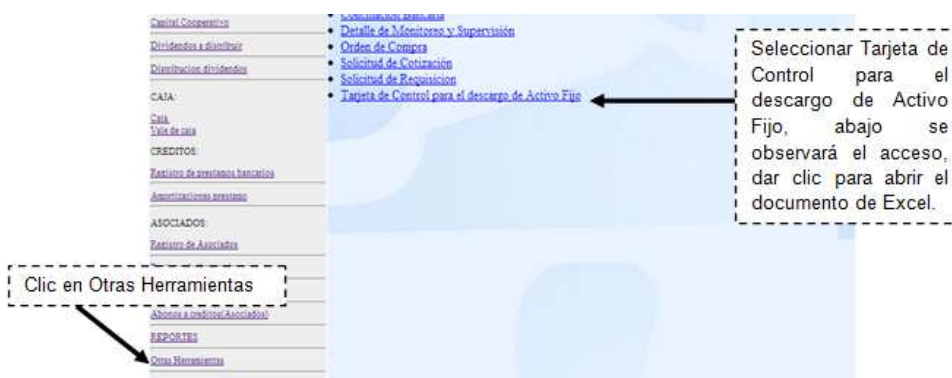 Capital Cooperativo
Dividendos a distribuir
Distribucion dividendos
CAJA:
Caja
Vale de caja
CREDITOS:
Registro de prestamos bancarios
Amortizaciones prestamo
ASOCIADOS:
Registro de Asociados
Abonos a creditos(Asociados)
REPORTES
Otras Herramientas
Conciliacion Bancaria
Detalle de Monitoreo y Supervisión
Orden de Compra
Solicitud de Cotización
Solicitud de Requisicion
Tarjeta de Control para el descargo de Activo Fijo
Seleccionar Tarjeta de
Control para el
descargo de Activo
Fijo, abajo se
observará el acceso,
dar clic para abrir el
documento de Excel.
Clic en Otras Herramientas